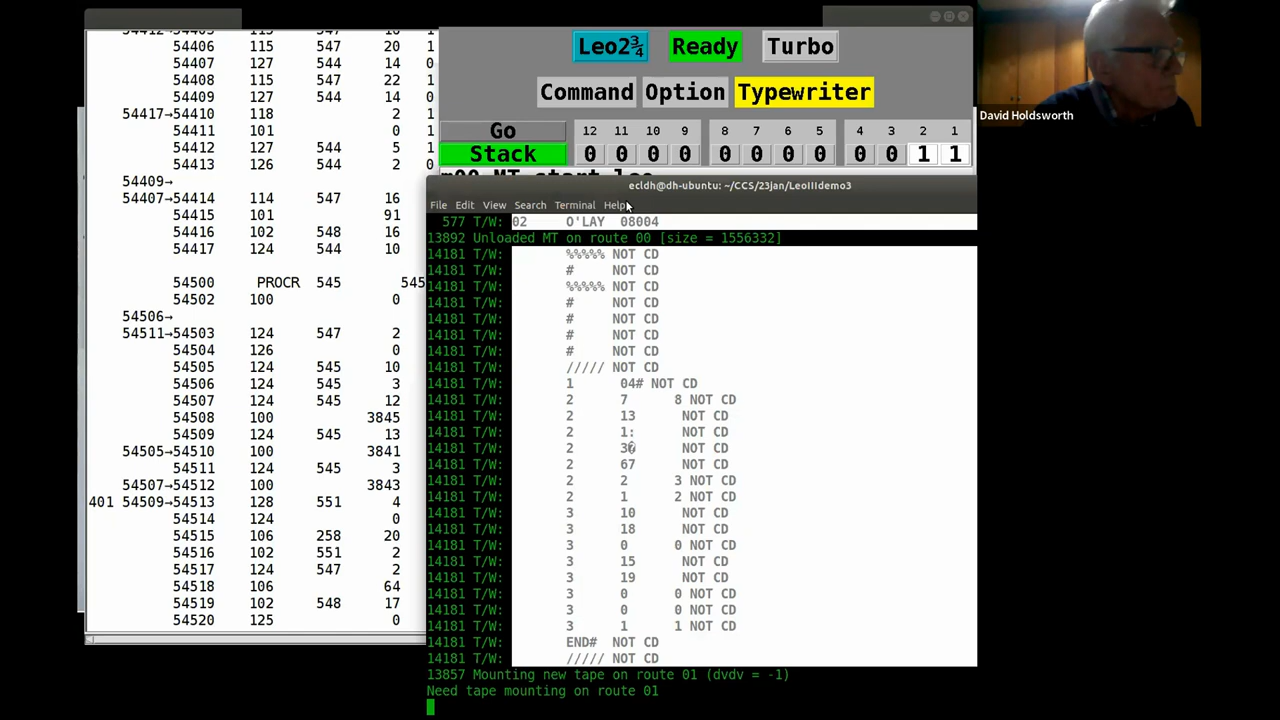 54406 115 547 20 1
54407 127 544 14 0
54408 115 547 22 1
54409 127 544 14 0
54417→54410 118 2 1
54411 101 0 1
54412 127 544 5 1
54413 126 544 2 0
54409→
54407→54414 114 547 16
54415 101 91
54416 102 548 16
54417 124 544 10
54500 PROCR 545 545
54502 100 0
54506→
54511→54503 124 547 2
54504 126 0
54505 124 545 10
54506 124 545 3
54507 124 545 12
54508 100 3845
54509 124 545 13
54505→54510 100 3841
54511 124 545 3
54507→54512 100 3843
401 54509→54513 128 551 4
54514 124 0
54515 106 258 20
54516 102 551 2
54517 124 547 2
54518 106 64
54519 102 548 17
54520 125 0
Leo2¾ Ready Turbo
Command Option Typewriter
Go 12 11 10 9 8 7 6 5 4 3 2 1
Stack 0 0 0 0 0 0 0 0 0 0 1 1
David Holdsworth
ecldh@dh-ubuntu: ~/CCS/23jan/LeoIIIdemo3
File Edit View Search Terminal Help
577 T/W: 02 O'LAY 08004
13892 Unloaded MT on route 00 [size = 1556332]
14181 T/W: %%%%% NOT CD
14181 T/W: # NOT CD
14181 T/W: %%%%% NOT CD
14181 T/W: # NOT CD
14181 T/W: # NOT CD
14181 T/W: # NOT CD
14181 T/W: # NOT CD
14181 T/W: ///// NOT CD
14181 T/W: 1 04# NOT CD
14181 T/W: 2 7 8 NOT CD
14181 T/W: 2 13 NOT CD
14181 T/W: 2 1: NOT CD
14181 T/W: 2 3� NOT CD
14181 T/W: 2 67 NOT CD
14181 T/W: 2 2 3 NOT CD
14181 T/W: 2 1 2 NOT CD
14181 T/W: 3 10 NOT CD
14181 T/W: 3 18 NOT CD
14181 T/W: 3 0 0 NOT CD
14181 T/W: 3 15 NOT CD
14181 T/W: 3 19 NOT CD
14181 T/W: 3 0 0 NOT CD
14181 T/W: 3 0 0 NOT CD
14181 T/W: 3 1 1 NOT CD
14181 T/W: END# NOT CD
14181 T/W: ///// NOT CD
13857 Mounting new tape on route 01 (dvdv = -1)
Need tape mounting on route 01